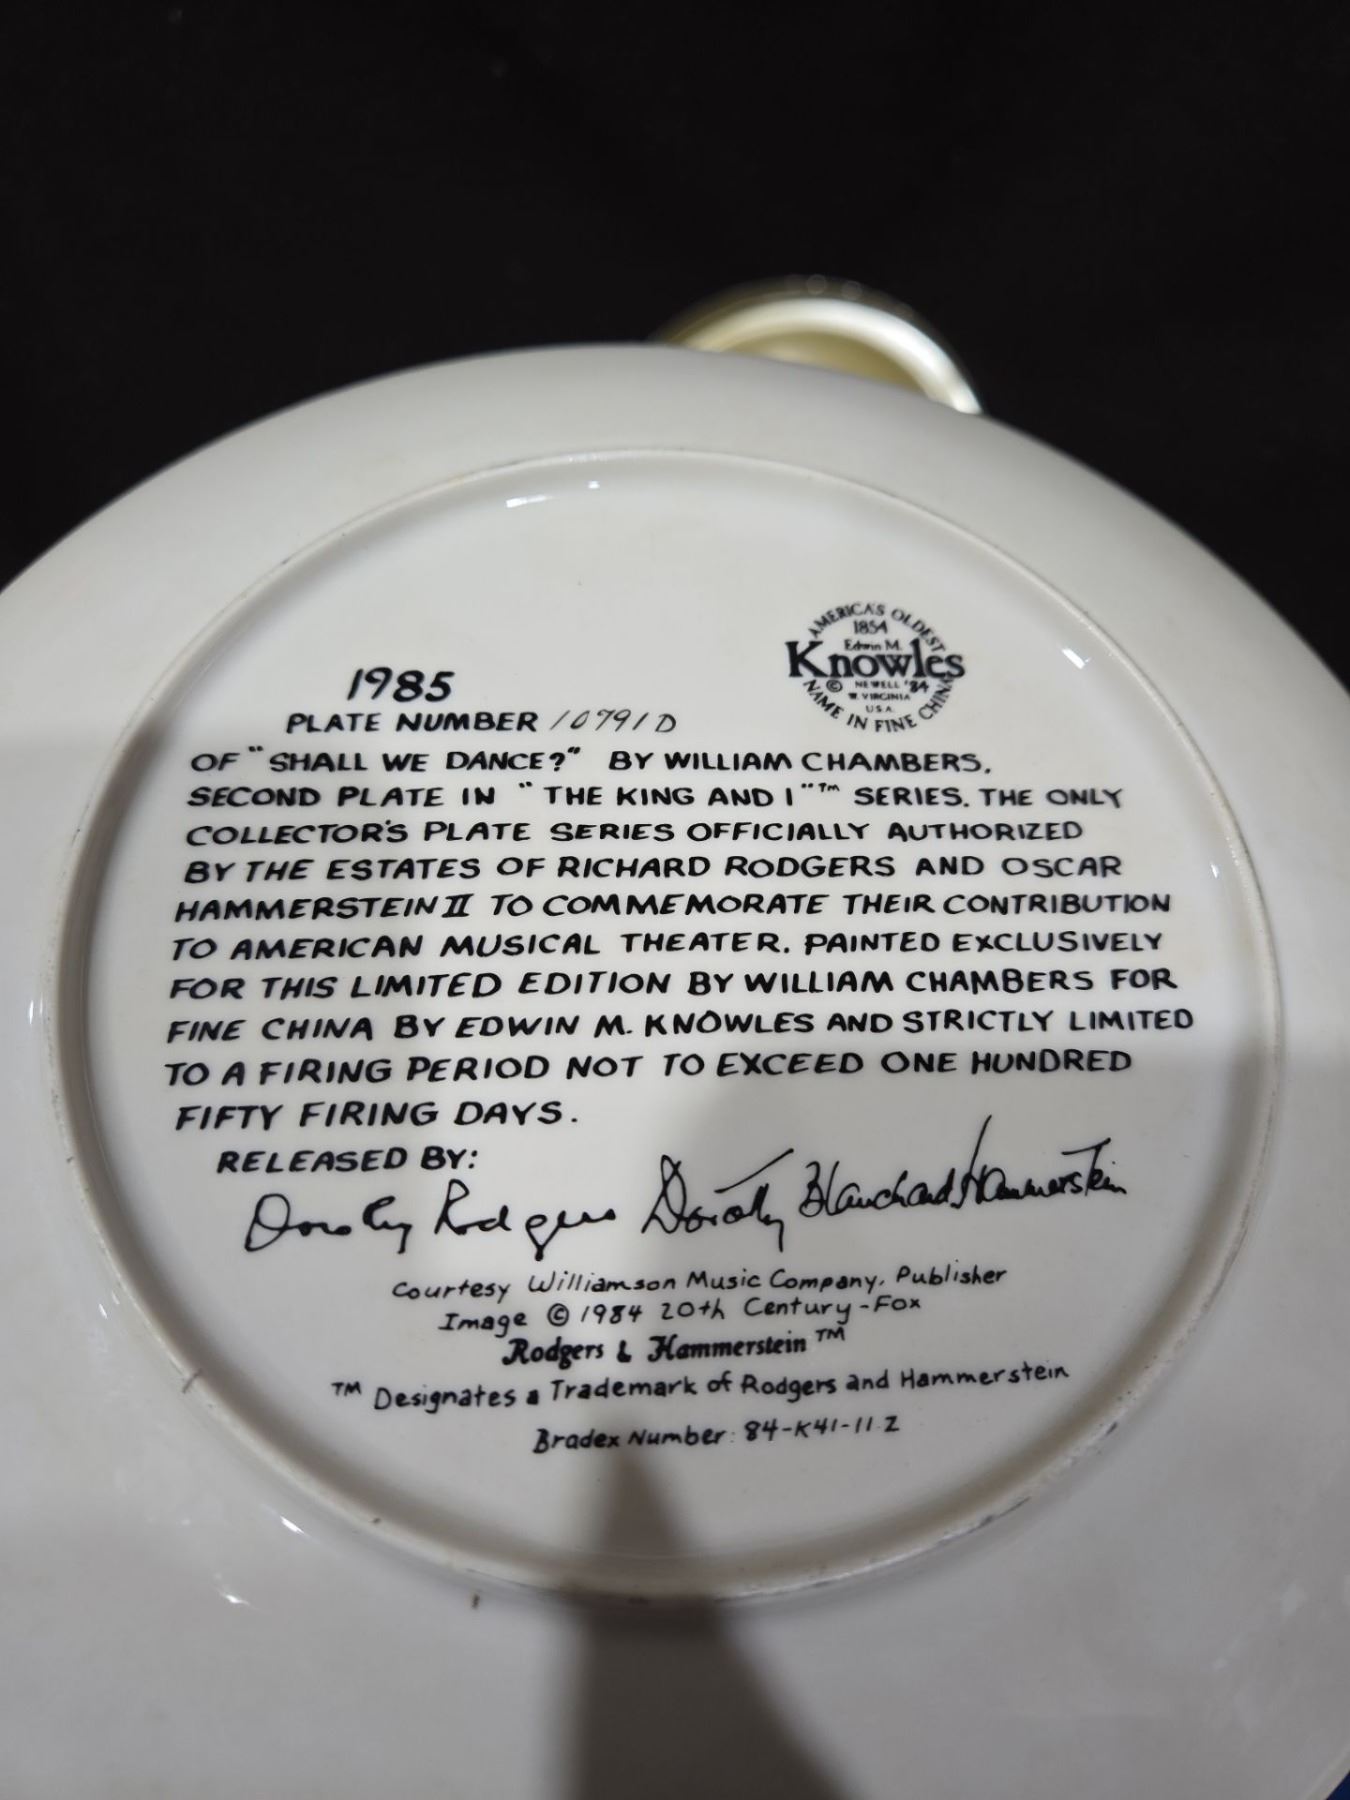 AMERICA'S OLDEST
1854
Edwin M.
Knowles
© NEWELL '84
W. VIRGINIA
U.S.A.
NAME IN FINE CHINA
1985
PLATE NUMBER 10791D
OF "SHALL WE DANCE?" BY WILLIAM CHAMBERS,
SECOND PLATE IN "THE KING AND I"™ SERIES. THE ONLY
COLLECTOR'S PLATE SERIES OFFICIALLY AUTHORIZED
BY THE ESTATES OF RICHARD RODGERS AND OSCAR
HAMMERSTEIN II TO COMMEMORATE THEIR CONTRIBUTION
TO AMERICAN MUSICAL THEATER. PAINTED EXCLUSIVELY
FOR THIS LIMITED EDITION BY WILLIAM CHAMBERS FOR
FINE CHINA BY EDWIN M. KNOWLES AND STRICTLY LIMITED
TO A FIRING PERIOD NOT TO EXCEED ONE HUNDRED
FIFTY FIRING DAYS.
RELEASED BY:
Dorothy Rodgers Dorothy Blanchard Hammerstein
Courtesy Williamson Music Company, Publisher
Image © 1984 20th Century-Fox
Rodgers & Hammerstein™
™ Designates a Trademark of Rodgers and Hammerstein
Bradex Number: 84-K41-11.2